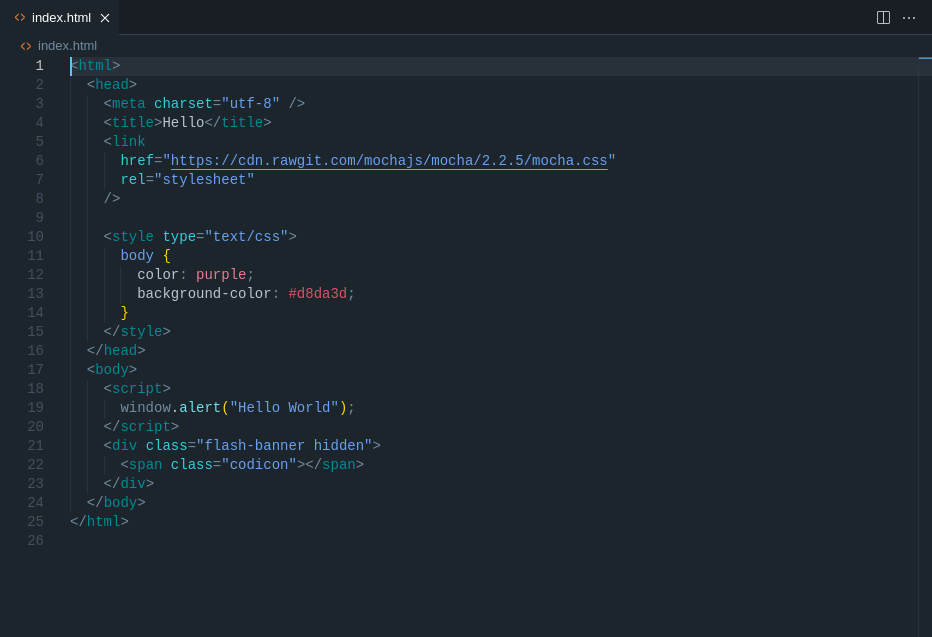 index.html
index.html
1 <html>
2   <head>
3     <meta charset="utf-8" />
4     <title>Hello</title>
5     <link
6       href="https://cdn.rawgit.com/mochajs/mocha/2.2.5/mocha.css"
7       rel="stylesheet"
8     />
9
10     <style type="text/css">
11       body {
12         color: purple;
13         background-color: #d8da3d;
14       }
15     </style>
16   </head>
17   <body>
18     <script>
19       window.alert("Hello World");
20     </script>
21     <div class="flash-banner hidden">
22       <span class="codicon"></span>
23     </div>
24   </body>
25 </html>
26